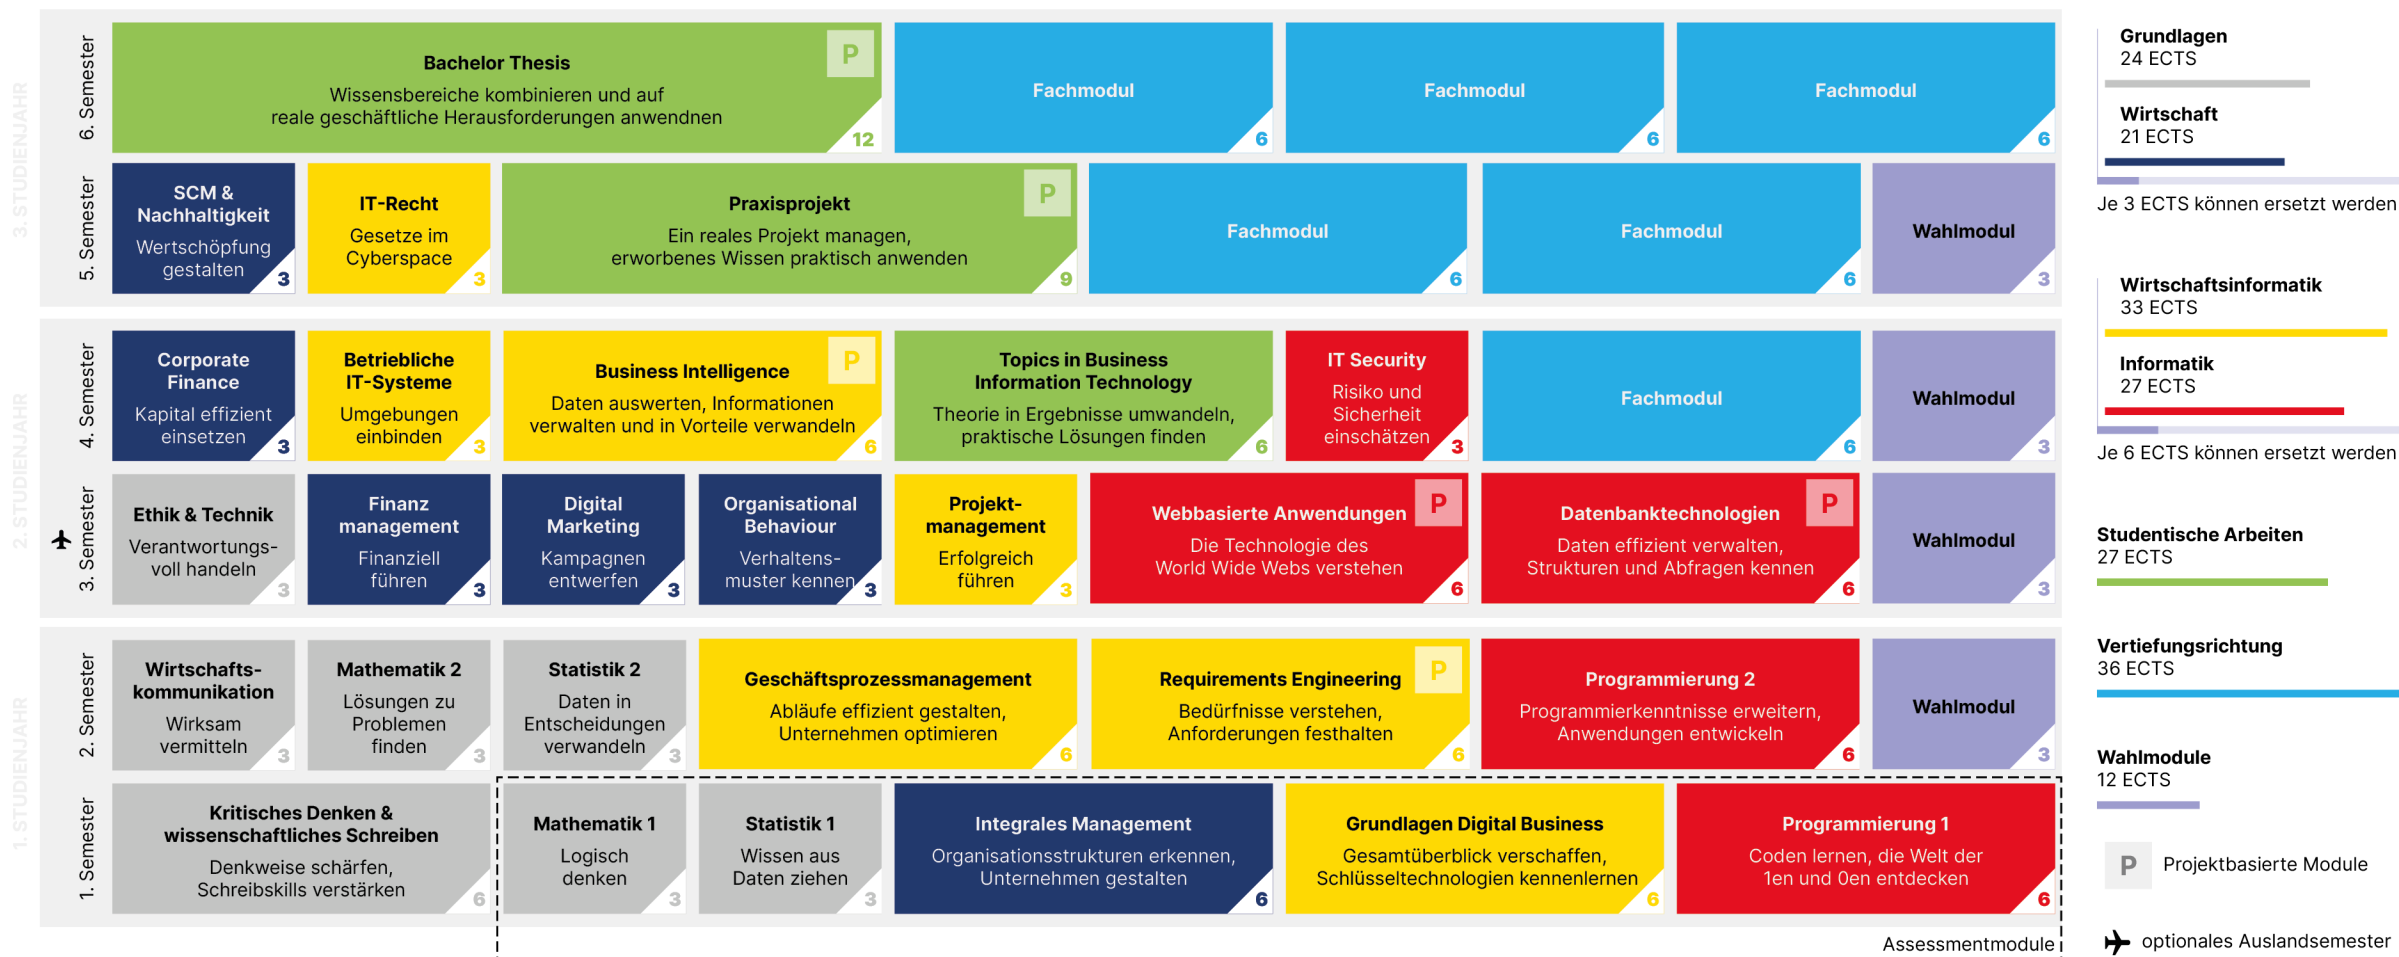 3. STUDIENJAHR
6. Semester
Bachelor Thesis
Wissensbereiche kombinieren und auf
reale geschäftliche Herausforderungen anwendnen
P
12
Fachmodul
6
Fachmodul
6
Fachmodul
6
5. Semester
SCM &
Nachhaltigkeit
Wertschöpfung
gestalten
3
IT-Recht
Gesetze im
Cyberspace
3
Praxisprojekt
Ein reales Projekt managen,
erworbenes Wissen praktisch anwenden
P
9
Fachmodul
6
Fachmodul
6
Wahlmodul
3
2. STUDIENJAHR
4. Semester
Corporate
Finance
Kapital effizient
einsetzen
3
Betriebliche
IT-Systeme
Umgebungen
einbinden
3
Business Intelligence
Daten auswerten, Informationen
verwalten und in Vorteile verwandeln
P
6
Topics in Business
Information Technology
Theorie in Ergebnisse umwandeln,
praktische Lösungen finden
6
IT Security
Risiko und
Sicherheit
einschätzen
3
Fachmodul
6
Wahlmodul
3
3. Semester
Ethik & Technik
Verantwortungs-
voll handeln
3
Finanz
management
Finanziell
führen
3
Digital
Marketing
Kampagnen
entwerfen
3
Organisational
Behaviour
Verhaltens-
muster kennen
3
Projekt-
management
Erfolgreich
führen
3
Webbasierte Anwendungen
Die Technologie des
World Wide Webs verstehen
P
6
Datenbanktechnologien
Daten effizient verwalten,
Strukturen und Abfragen kennen
P
6
Wahlmodul
3
1. STUDIENJAHR
2. Semester
Wirtschafts-
kommunikation
Wirksam
vermitteln
3
Mathematik 2
Lösungen zu
Problemen
finden
3
Statistik 2
Daten in
Entscheidungen
verwandeln
3
Geschäftsprozessmanagement
Abläufe effizient gestalten,
Unternehmen optimieren
6
Requirements Engineering
Bedürfnisse verstehen,
Anforderungen festhalten
P
6
Programmierung 2
Programmierkenntnisse erweitern,
Anwendungen entwickeln
6
Wahlmodul
3
1. Semester
Kritisches Denken &
wissenschaftliches Schreiben
Denkweise schärfen,
Schreibskills verstärken
6
Mathematik 1
Logisch
denken
3
Statistik 1
Wissen aus
Daten ziehen
3
Integrales Management
Organisationsstrukturen erkennen,
Unternehmen gestalten
6
Grundlagen Digital Business
Gesamtüberblick verschaffen,
Schlüsseltechnologien kennenlernen
6
Programmierung 1
Coden lernen, die Welt der
1en und 0en entdecken
6
Assessmentmodule
Grundlagen
24 ECTS
Wirtschaft
21 ECTS
Je 3 ECTS können ersetzt werden
Wirtschaftsinformatik
33 ECTS
Informatik
27 ECTS
Je 6 ECTS können ersetzt werden
Studentische Arbeiten
27 ECTS
Vertiefungsrichtung
36 ECTS
Wahlmodule
12 ECTS
P
Projektbasierte Module
optionales Auslandsemester